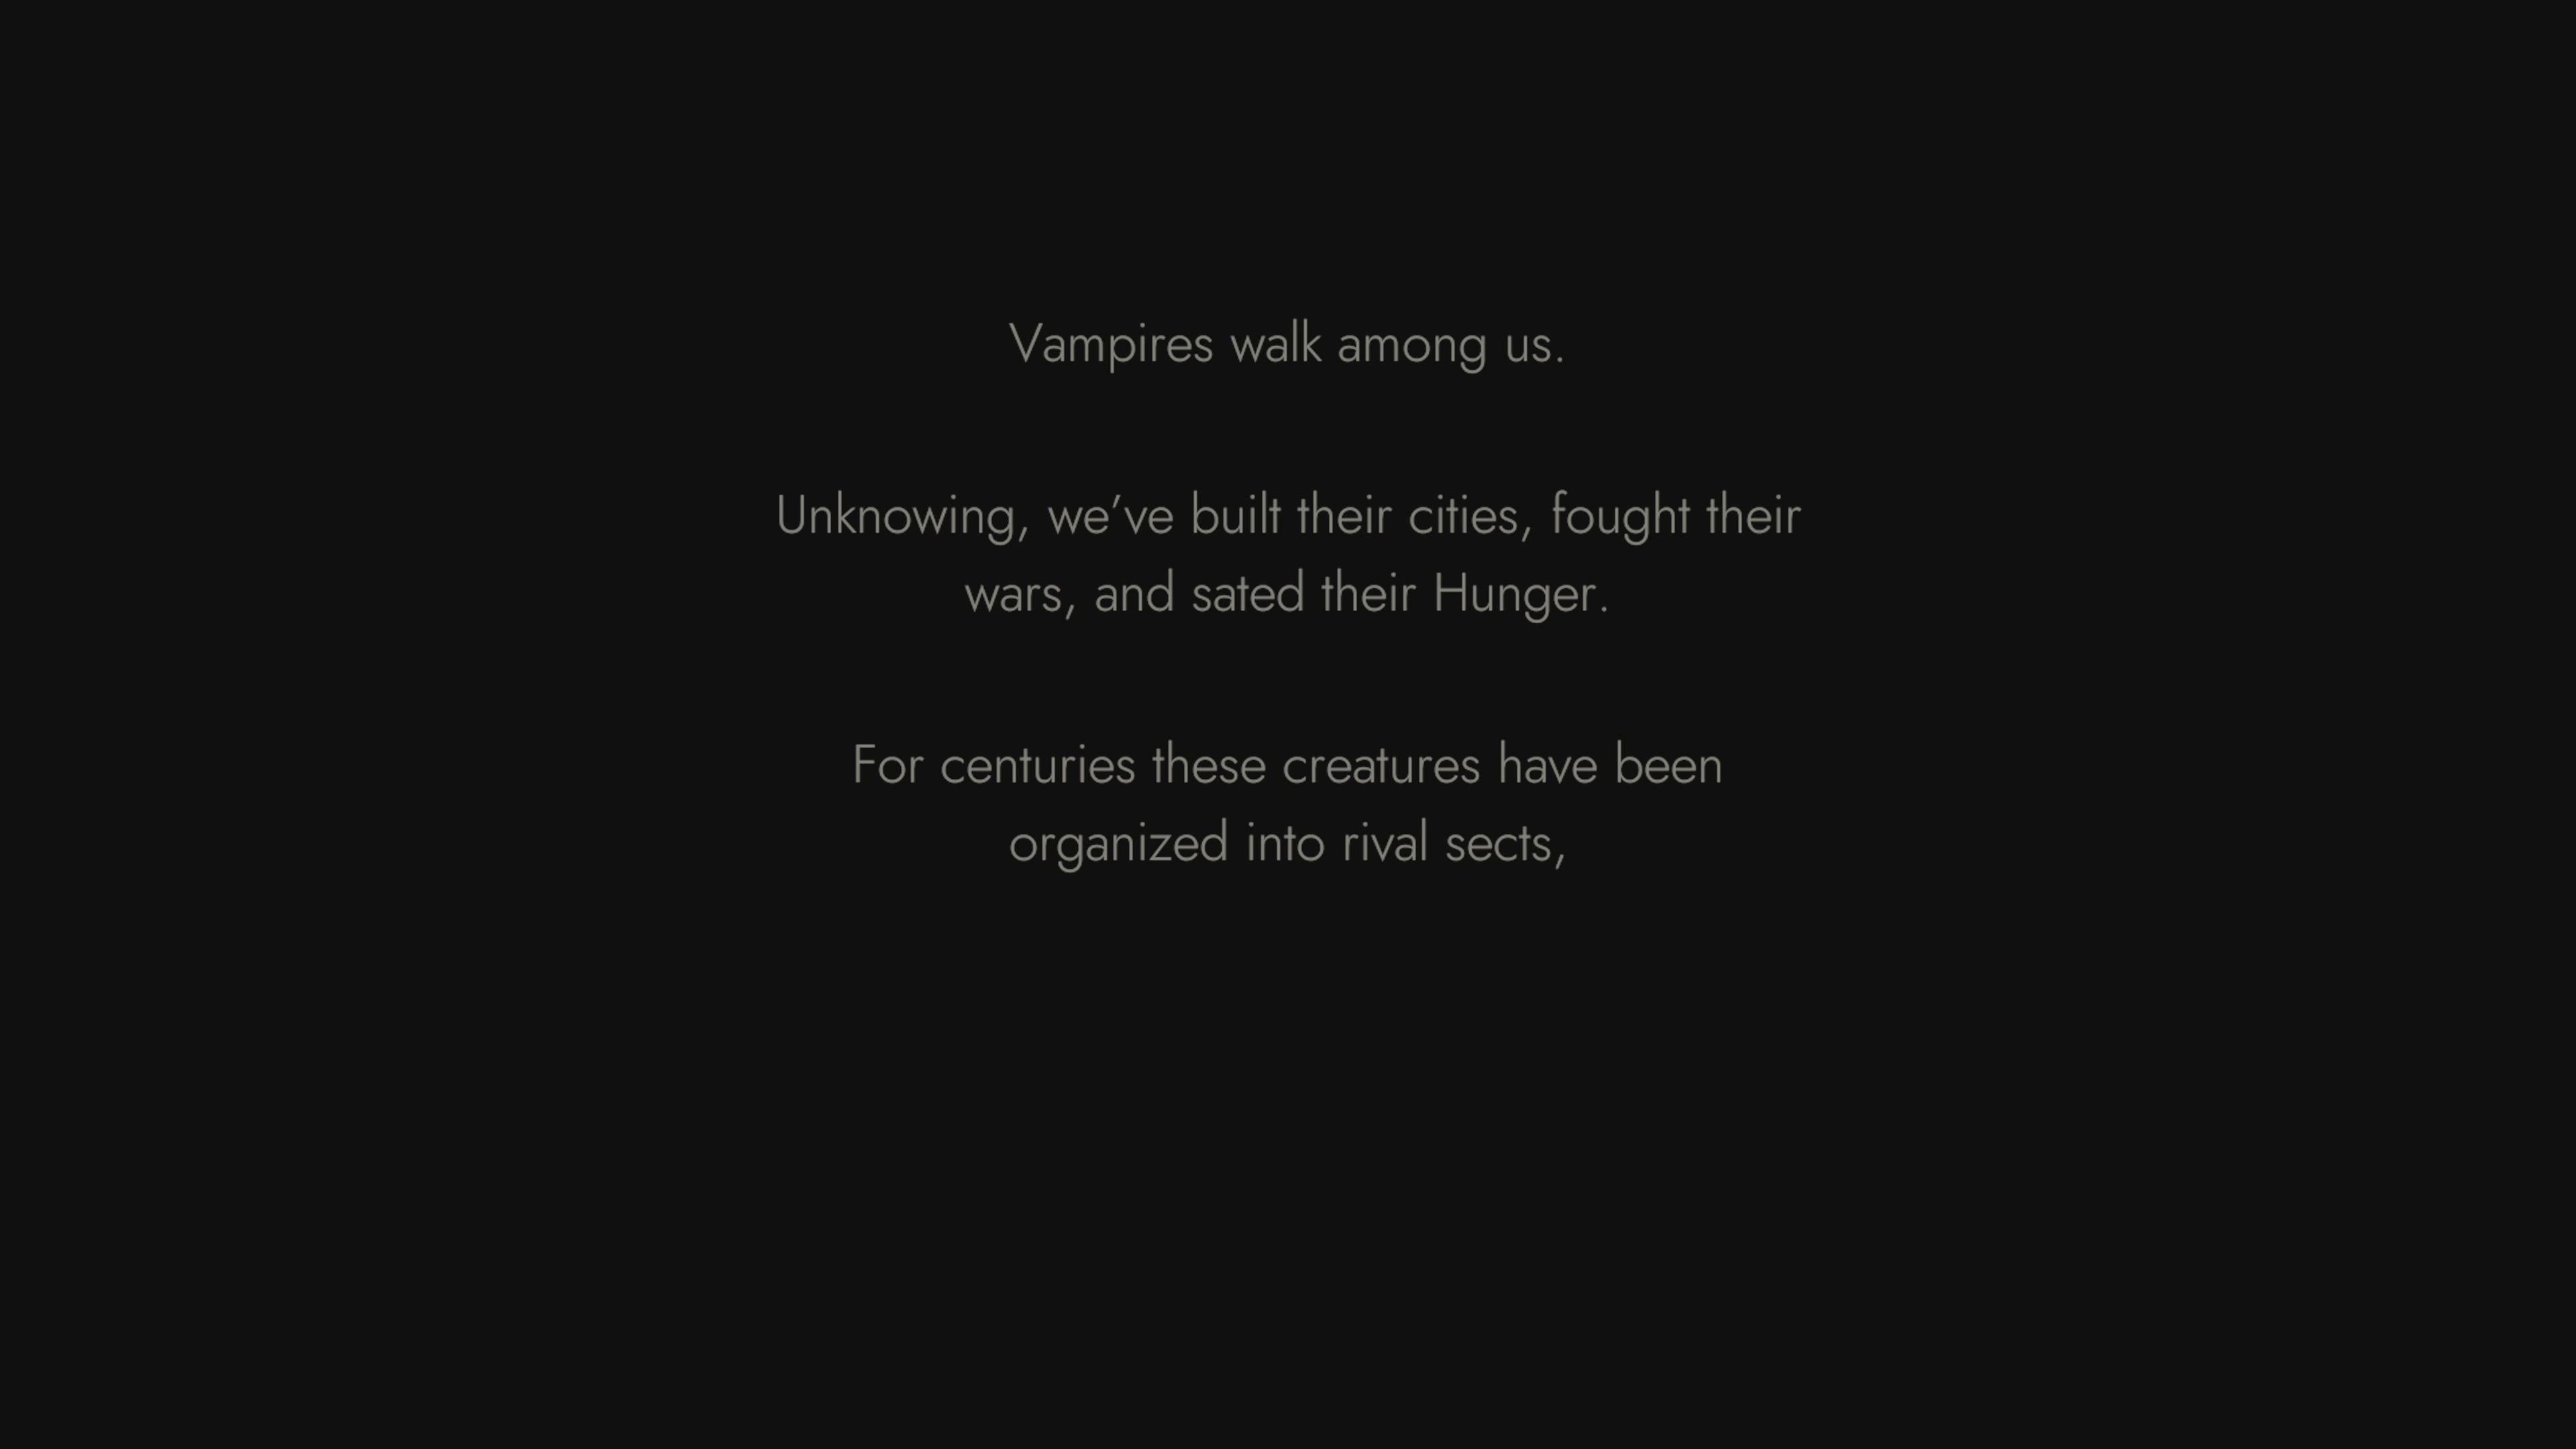 Vampires walk among us.
Unknowing, we’ve built their cities, fought their
wars, and sated their Hunger.
For centuries these creatures have been
organized into rival sects,